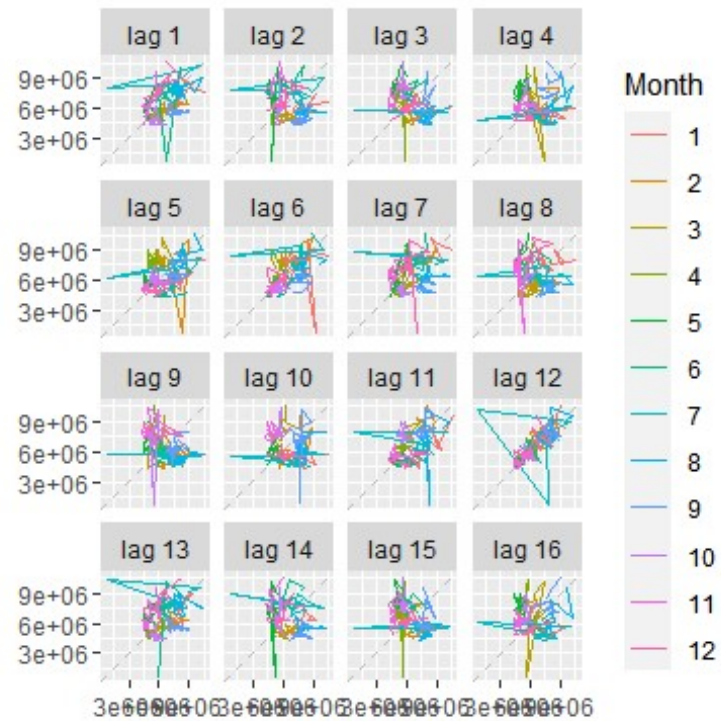 lag 1 lag 2 lag 3 lag 4
9e+06
6e+06
3e+06
lag 5 lag 6 lag 7 lag 8
9e+06
6e+06
3e+06
lag 9 lag 10 lag 11 lag 12
9e+06
6e+06
3e+06
lag 13 lag 14 lag 15 lag 16
9e+06
6e+06
3e+06
Month
1
2
3
4
5
6
7
8
9
10
11
12